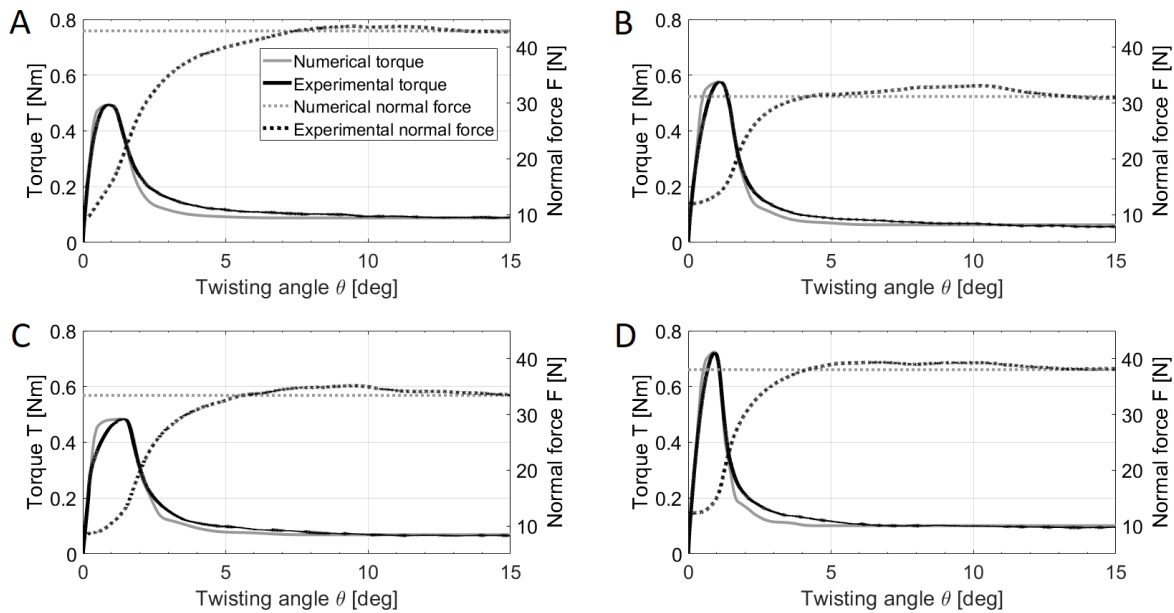 A
0.8
0.6
0.4
0.2
0
Torque T [Nm]
40
30
20
10
Normal force F [N]
Numerical torque
Experimental torque
Numerical normal force
Experimental normal force
0 5 10 15
Twisting angle θ [deg]
B
0.8
0.6
0.4
0.2
0
Torque T [Nm]
40
30
20
10
Normal force F [N]
0 5 10 15
Twisting angle θ [deg]
C
0.8
0.6
0.4
0.2
0
Torque T [Nm]
40
30
20
10
Normal force F [N]
0 5 10 15
Twisting angle θ [deg]
D
0.8
0.6
0.4
0.2
0
Torque T [Nm]
40
30
20
10
Normal force F [N]
0 5 10 15
Twisting angle θ [deg]